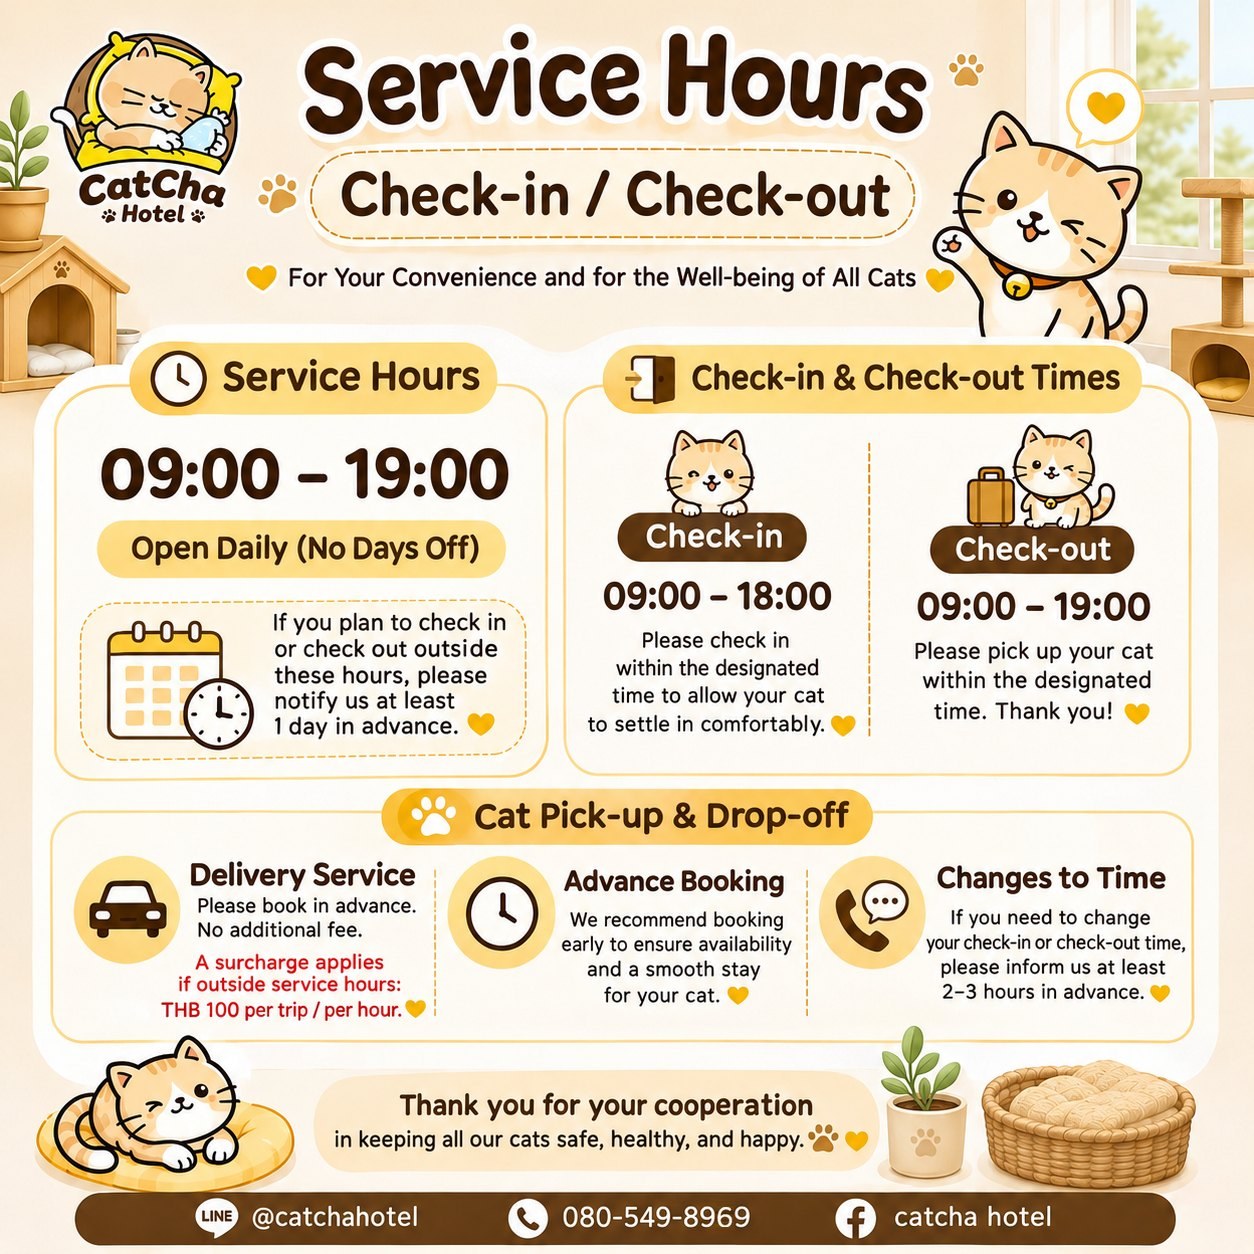 CatCha
Hotel
Service Hours
Check-in / Check-out
For Your Convenience and for the Well-being of All Cats
Service Hours
09:00 – 19:00
Open Daily (No Days Off)
If you plan to check in
or check out outside
these hours, please
notify us at least
1 day in advance.
Check-in & Check-out Times
Check-in
09:00 – 18:00
Please check in
within the designated
time to allow your cat
to settle in comfortably.
Check-out
09:00 – 19:00
Please pick up your cat
within the designated
time. Thank you!
Cat Pick-up & Drop-off
Delivery Service
Please book in advance.
No additional fee.
A surcharge applies
if outside service hours:
THB 100 per trip / per hour.
Advance Booking
We recommend booking
early to ensure availability
and a smooth stay
for your cat.
Changes to Time
If you need to change
your check-in or check-out time,
please inform us at least
2–3 hours in advance.
Thank you for your cooperation
in keeping all our cats safe, healthy, and happy.
LINE @catchahotel
080-549-8969
catcha hotel